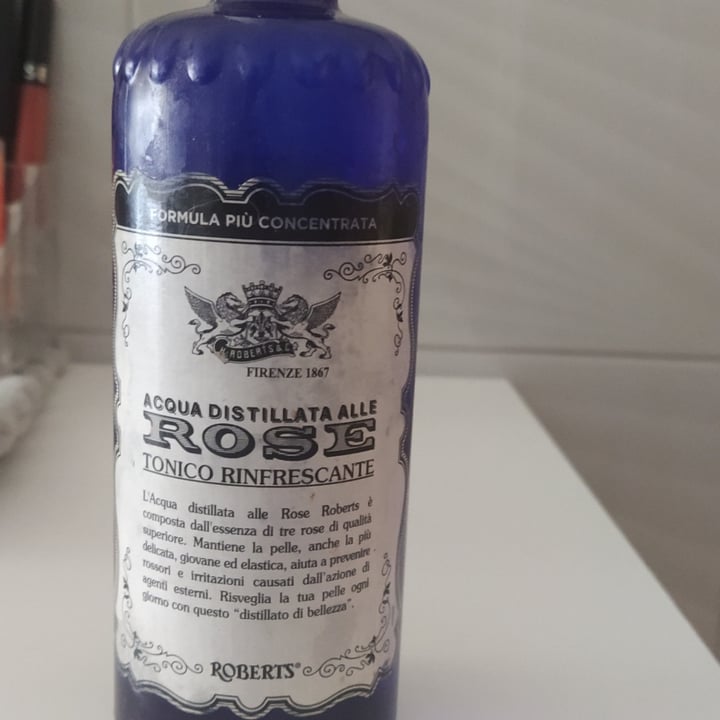 FORMULA PIÙ CONCENTRATA
H. ROBERTS & C.
FIRENZE 1867
ACQUA DISTILLATA ALLE
ROSE
TONICO RINFRESCANTE
L'Acqua distillata alle Rose Roberts è
composta dall'essenza di tre rose di qualità
superiore. Mantiene la pelle, anche la più
delicata, giovane ed elastica, aiuta a prevenire
rossori e irritazioni causati dall'azione di
agenti esterni. Risveglia la tua pelle ogni
giorno con questo "distillato di bellezza".
ROBERTS®